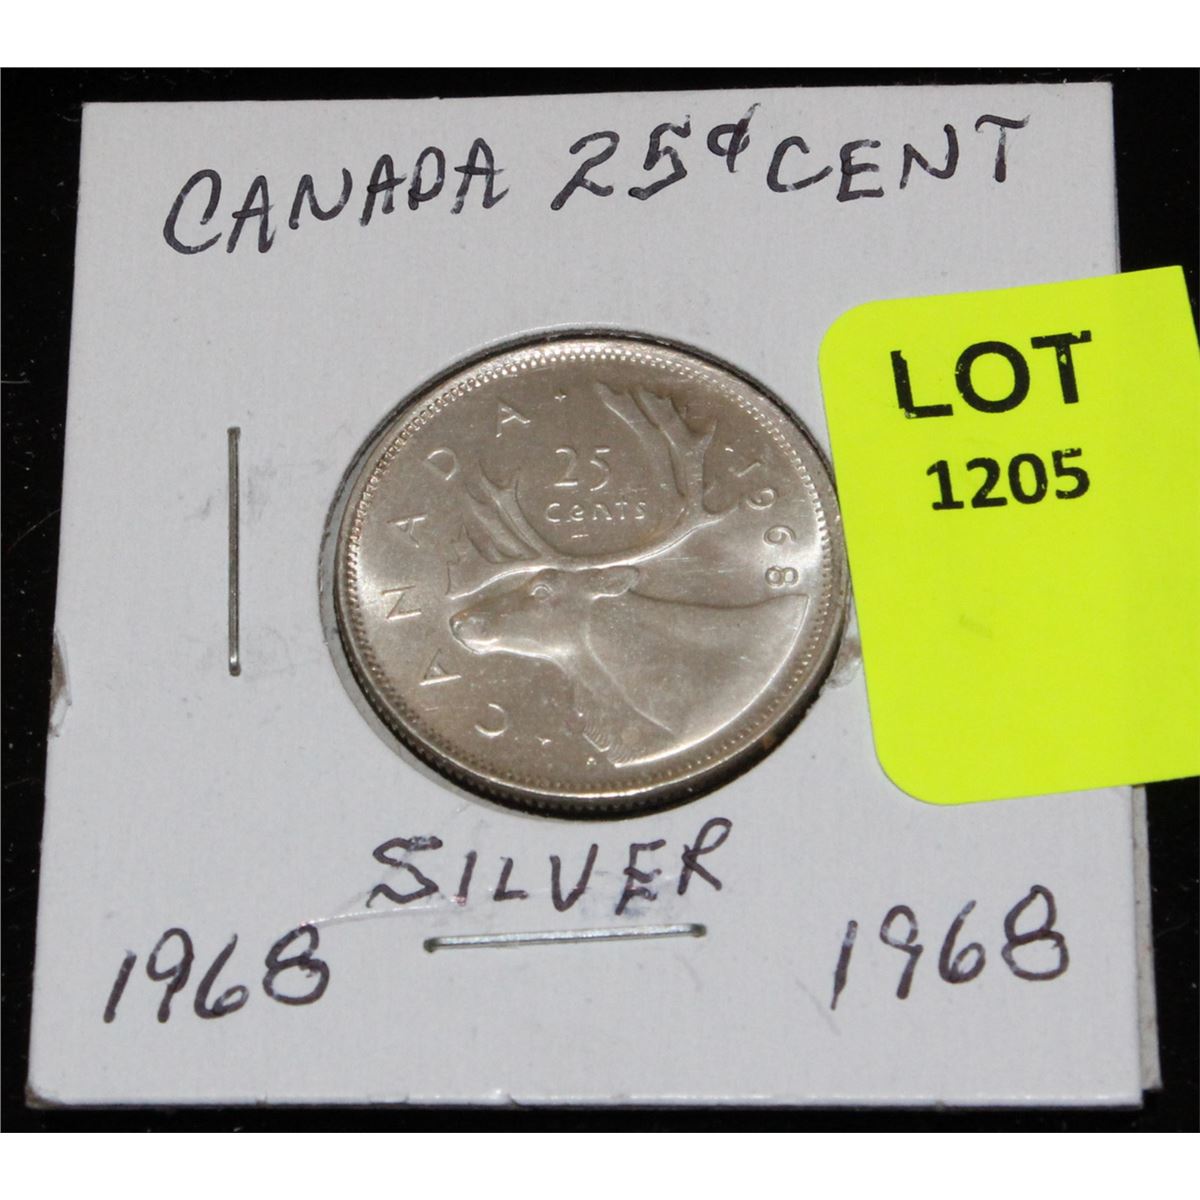 CANADA 25¢ CENT
LOT
1205
CANADA
25
cents
1968
SILVER
1968 1968